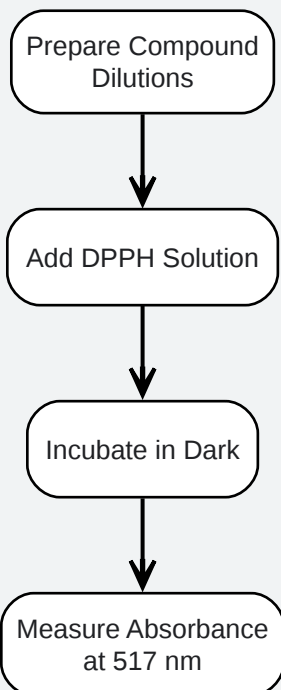 Prepare Compound
Dilutions
Add DPPH Solution
Incubate in Dark
Measure Absorbance
at 517 nm